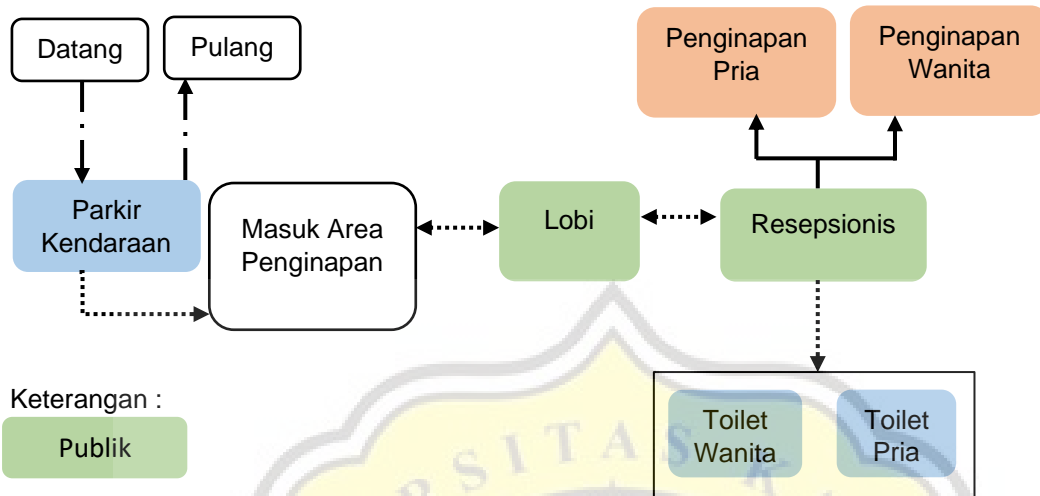 Datang
Pulang
Penginapan
Pria
Penginapan
Wanita
Parkir
Kendaraan
Masuk Area
Penginapan
Lobi
Resepsionis
Keterangan :
Publik
Toilet
Wanita
Toilet
Pria
RSITAS K